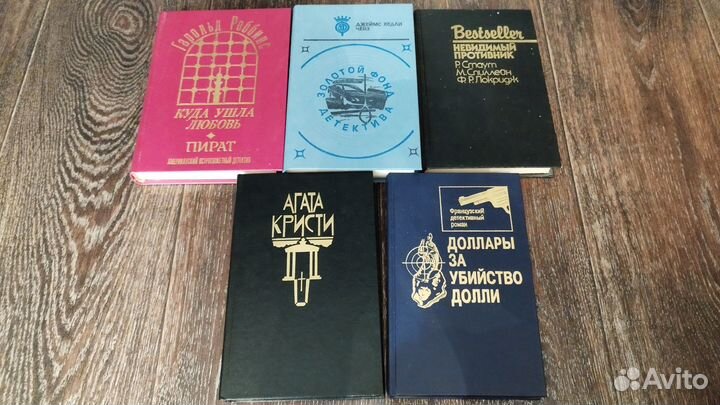 Гарольд Роббинс
КУДА УШЛА
ЛЮБОВЬ
ПИРАТ
АМЕРИКАНСКИЙ ОСТРОСЮЖЕТНЫЙ ДЕТЕКТИВ
ДЖЕЙМС ХЕДЛИ
ЧЕЙЗ
ЗОЛОТОЙ ФОНД
ДЕТЕКТИВА
Bestseller
НЕВИДИМЫЙ
ПРОТИВНИК
Р. Стаут
М. Спиллейн
Ф. Р. Локридж
АГАТА
КРИСТИ
Французский
детективный
роман
ДОЛЛАРЫ
ЗА
УБИЙСТВО
ДОЛЛИ
Avito